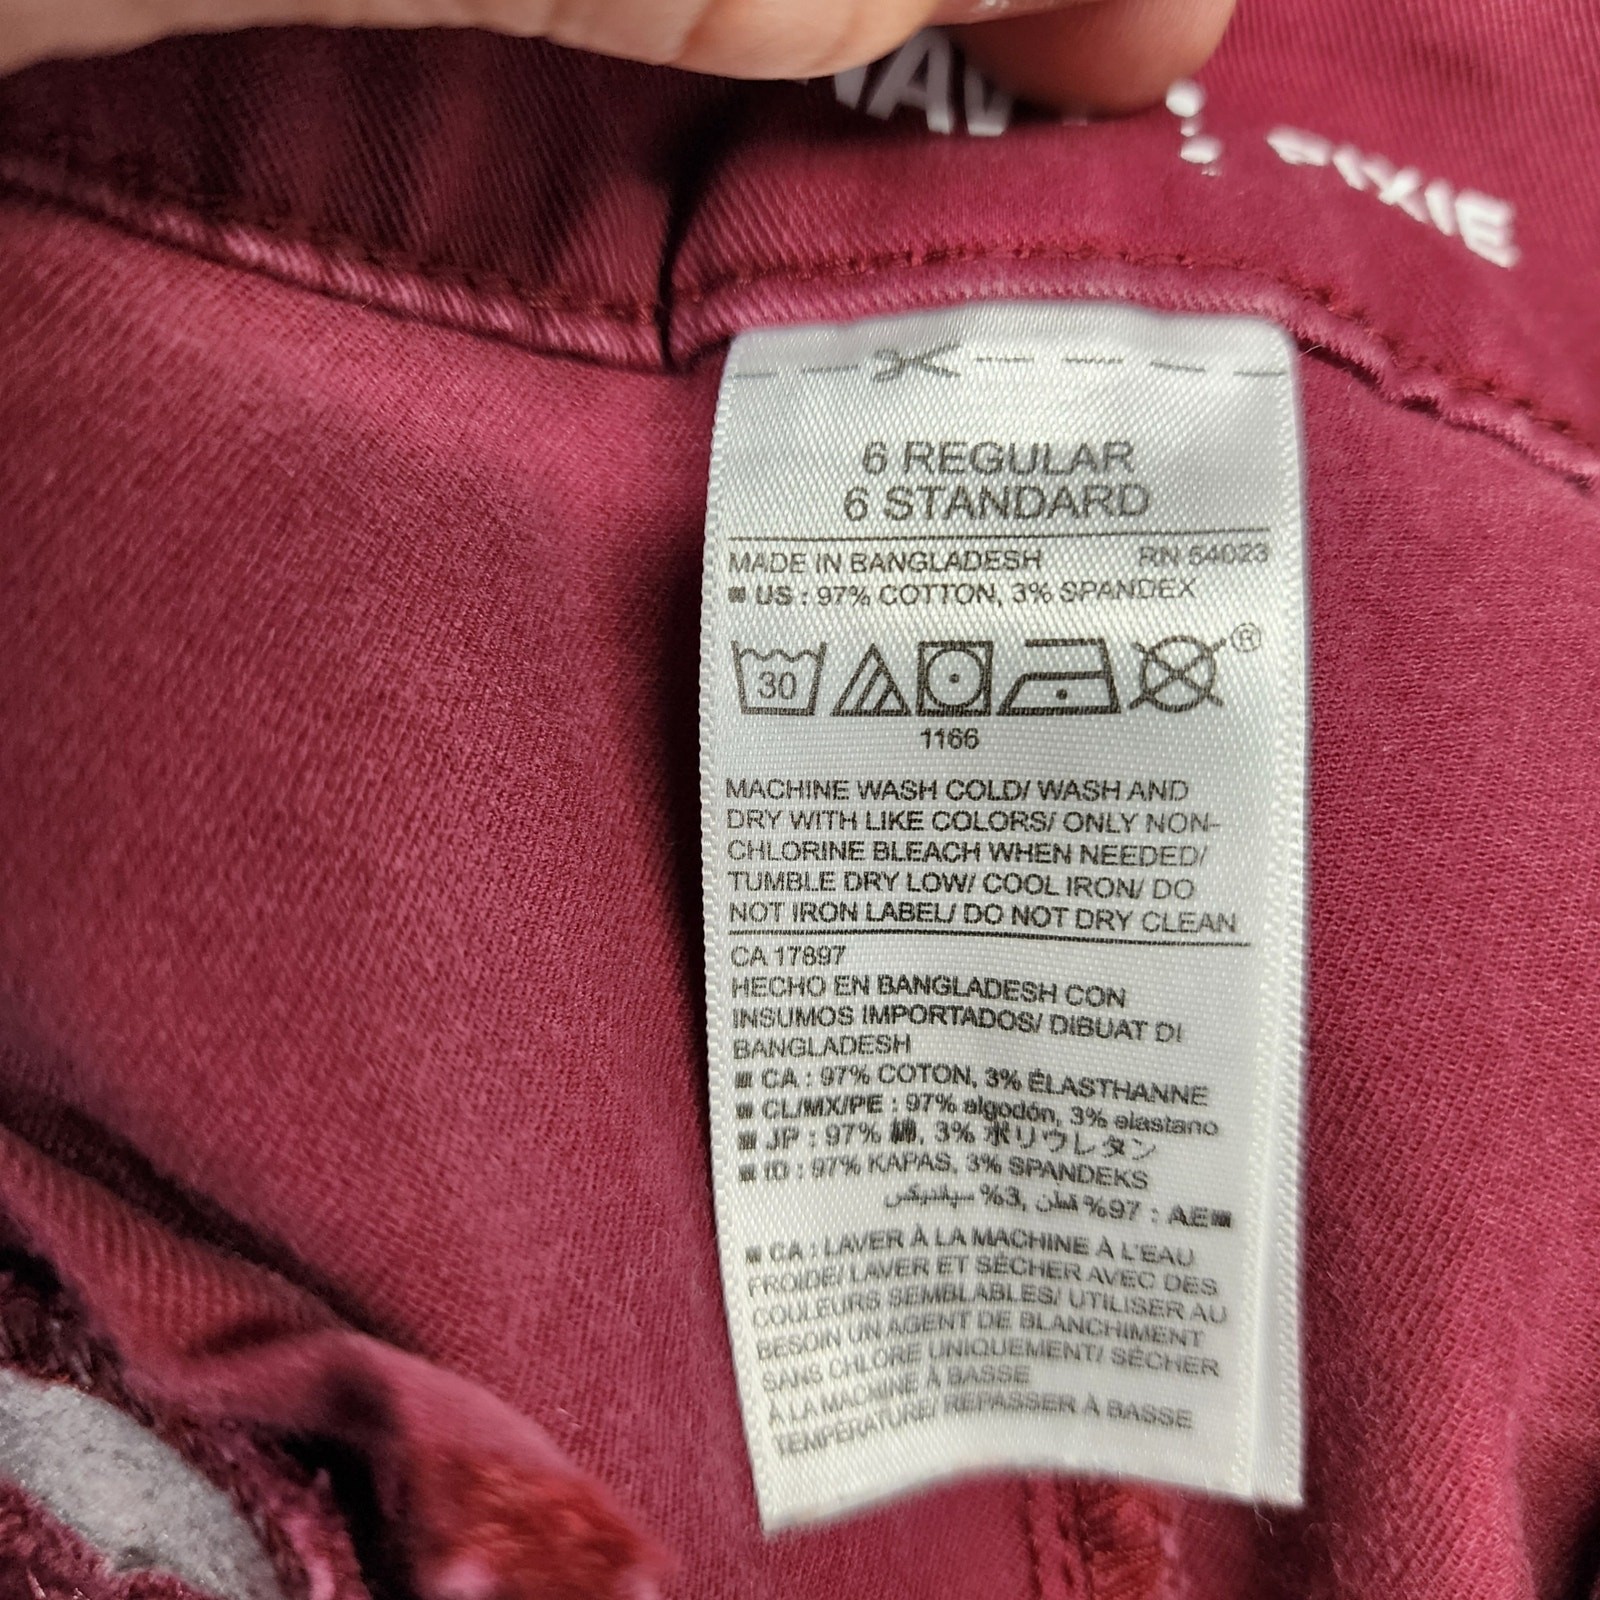 PIXIE
6 REGULAR
6 STANDARD
MADE IN BANGLADESH RN 54023
US : 97% COTTON, 3% SPANDEX
30
®
1166
MACHINE WASH COLD/ WASH AND
DRY WITH LIKE COLORS/ ONLY NON-
CHLORINE BLEACH WHEN NEEDED/
TUMBLE DRY LOW/ COOL IRON/ DO
NOT IRON LABEL/ DO NOT DRY CLEAN
CA 17897
HECHO EN BANGLADESH CON
INSUMOS IMPORTADOS/ DIBUAT DI
BANGLADESH
CA : 97% COTON, 3% ÉLASTHANNE
CL/MX/PE : 97% algodón, 3% elastano
JP : 97% 綿, 3% ポリウレタン
ID : 97% KAPAS, 3% SPANDEKS
AE : 97% قطن, 3% سباندیكس
CA : LAVER À LA MACHINE À L'EAU
FROIDE/ LAVER ET SÉCHER AVEC DES
COULEURS SEMBLABLES/ UTILISER AU
BESOIN UN AGENT DE BLANCHIMENT
SANS CHLORE UNIQUEMENT/ SÉCHER
À LA MACHINE À BASSE
TEMPÉRATURE/ REPASSER À BASSE